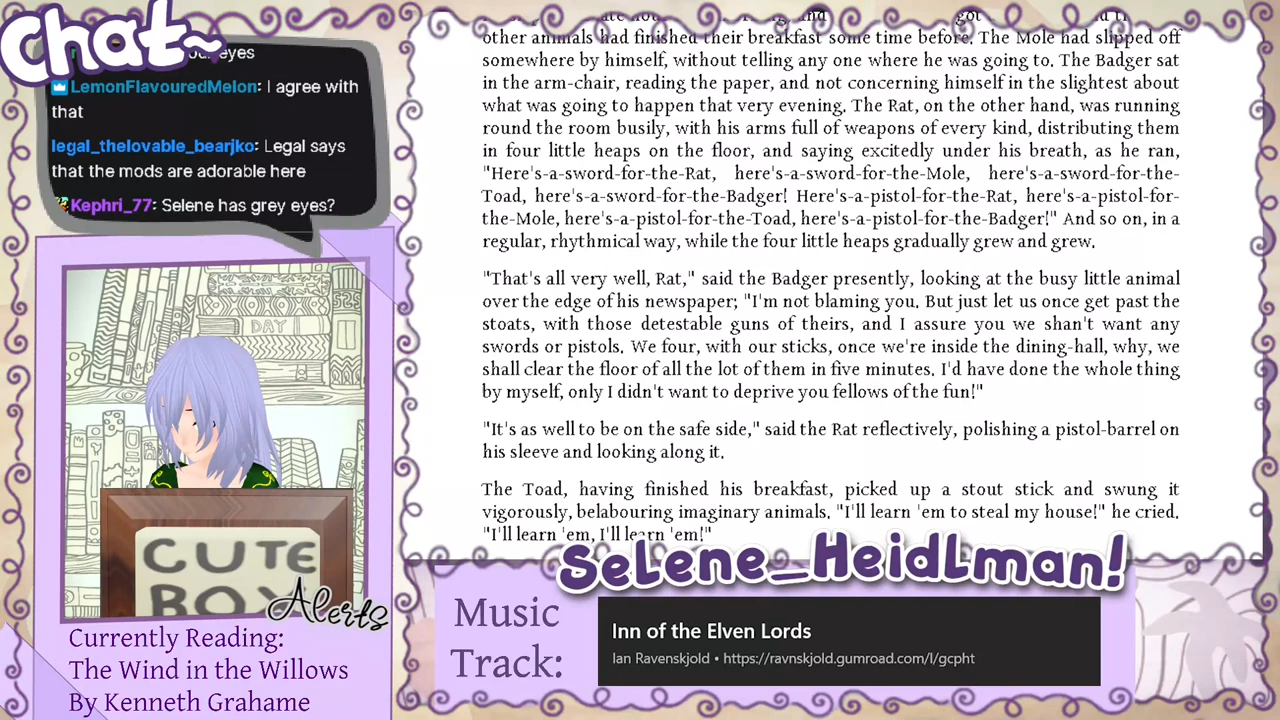 Chat~
eyes
LemonFlavouredMelon: I agree with
that
legal_thelovable_bearjko: Legal says
that the mods are adorable here
Kephri_77: Selene has grey eyes?
DAY
CUTE
BOX
Alerts
Currently Reading:
The Wind in the Willows
By Kenneth Grahame
other animals had finished their breakfast some time before. The Mole had slipped off
somewhere by himself, without telling any one where he was going to. The Badger sat
in the arm-chair, reading the paper, and not concerning himself in the slightest about
what was going to happen that very evening. The Rat, on the other hand, was running
round the room busily, with his arms full of weapons of every kind, distributing them
in four little heaps on the floor, and saying excitedly under his breath, as he ran,
"Here's-a-sword-for-the-Rat, here's-a-sword-for-the-Mole, here's-a-sword-for-the-
Toad, here's-a-sword-for-the-Badger! Here's-a-pistol-for-the-Rat, here's-a-pistol-for-
the-Mole, here's-a-pistol-for-the-Toad, here's-a-pistol-for-the-Badger!" And so on, in a
regular, rhythmical way, while the four little heaps gradually grew and grew.
"That's all very well, Rat," said the Badger presently, looking at the busy little animal
over the edge of his newspaper; "I'm not blaming you. But just let us once get past the
stoats, with those detestable guns of theirs, and I assure you we shan't want any
swords or pistols. We four, with our sticks, once we're inside the dining-hall, why, we
shall clear the floor of all the lot of them in five minutes. I'd have done the whole thing
by myself, only I didn't want to deprive you fellows of the fun!"
"It's as well to be on the safe side," said the Rat reflectively, polishing a pistol-barrel on
his sleeve and looking along it.
The Toad, having finished his breakfast, picked up a stout stick and swung it
vigorously, belabouring imaginary animals. "I'll learn 'em to steal my house!" he cried.
"I'll learn 'em, I'll learn 'em!"
Selene_Heidlman!
Music
Track:
Inn of the Elven Lords
Ian Ravenskjold • https://ravnskjold.gumroad.com/l/gcpht